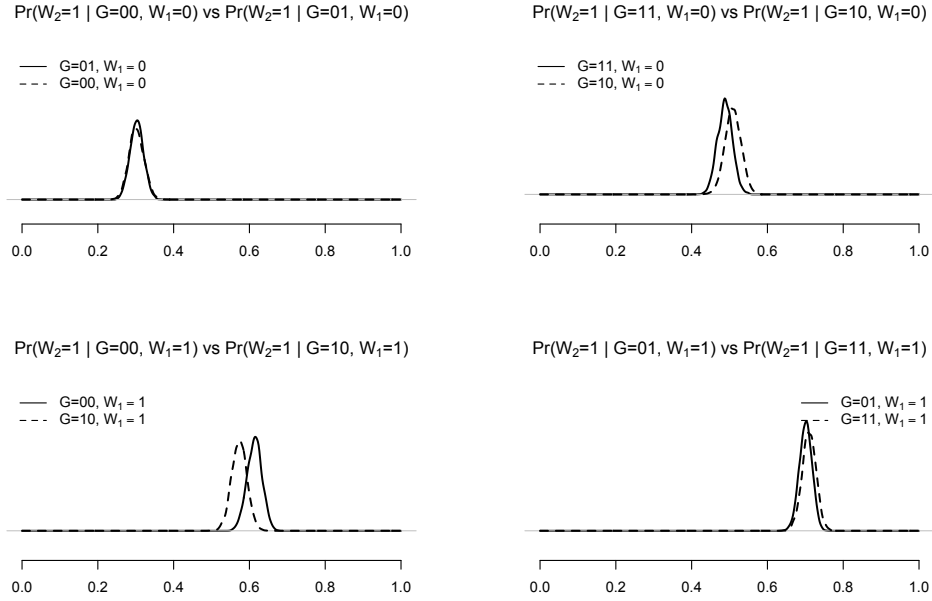 Pr(W₂=1 | G=00, W₁=0) vs Pr(W₂=1 | G=01, W₁=0)
G=01, W₁ = 0
G=00, W₁ = 0
0.0 0.2 0.4 0.6 0.8 1.0
Pr(W₂=1 | G=11, W₁=0) vs Pr(W₂=1 | G=10, W₁=0)
G=11, W₁ = 0
G=10, W₁ = 0
0.0 0.2 0.4 0.6 0.8 1.0
Pr(W₂=1 | G=00, W₁=1) vs Pr(W₂=1 | G=10, W₁=1)
G=00, W₁ = 1
G=10, W₁ = 1
0.0 0.2 0.4 0.6 0.8 1.0
Pr(W₂=1 | G=01, W₁=1) vs Pr(W₂=1 | G=11, W₁=1)
G=01, W₁ = 1
G=11, W₁ = 1
0.0 0.2 0.4 0.6 0.8 1.0